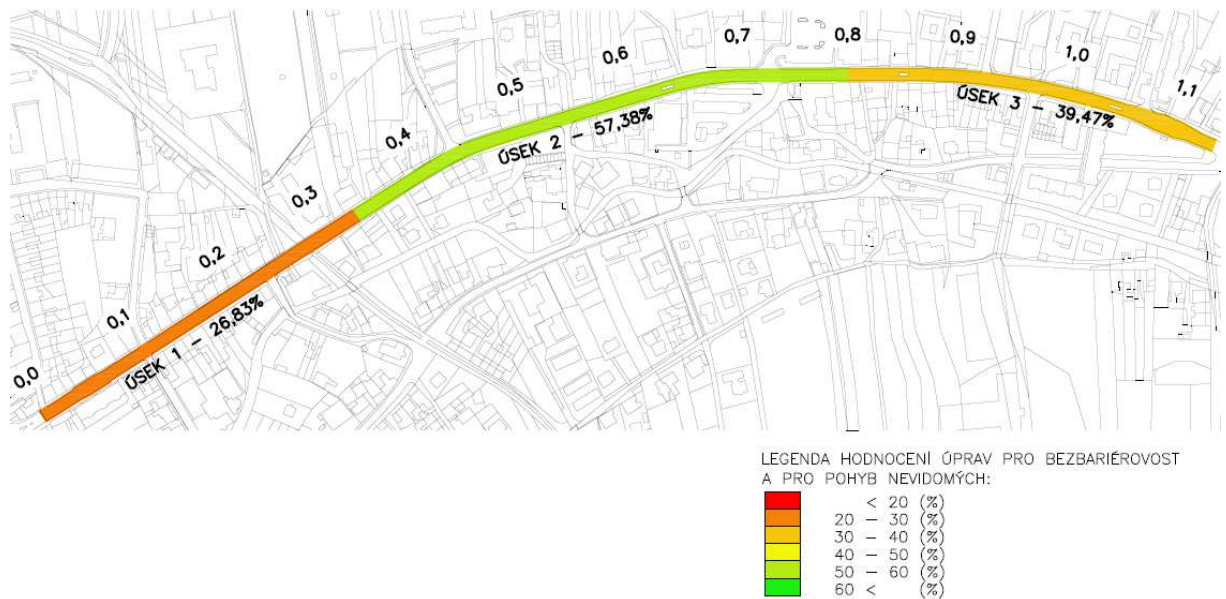 0,0
0,1
0,2
0,3
0,4
0,5
0,6
0,7
0,8
0,9
1,0
1,1
ÚSEK 1 – 26,83%
ÚSEK 2 – 57,38%
ÚSEK 3 – 39,47%
LEGENDA HODNOCENÍ ÚPRAV PRO BEZBARIÉROVOST
A PRO POHYB NEVIDOMÝCH:
< 20 (%)
20 – 30 (%)
30 – 40 (%)
40 – 50 (%)
50 – 60 (%)
60 < (%)